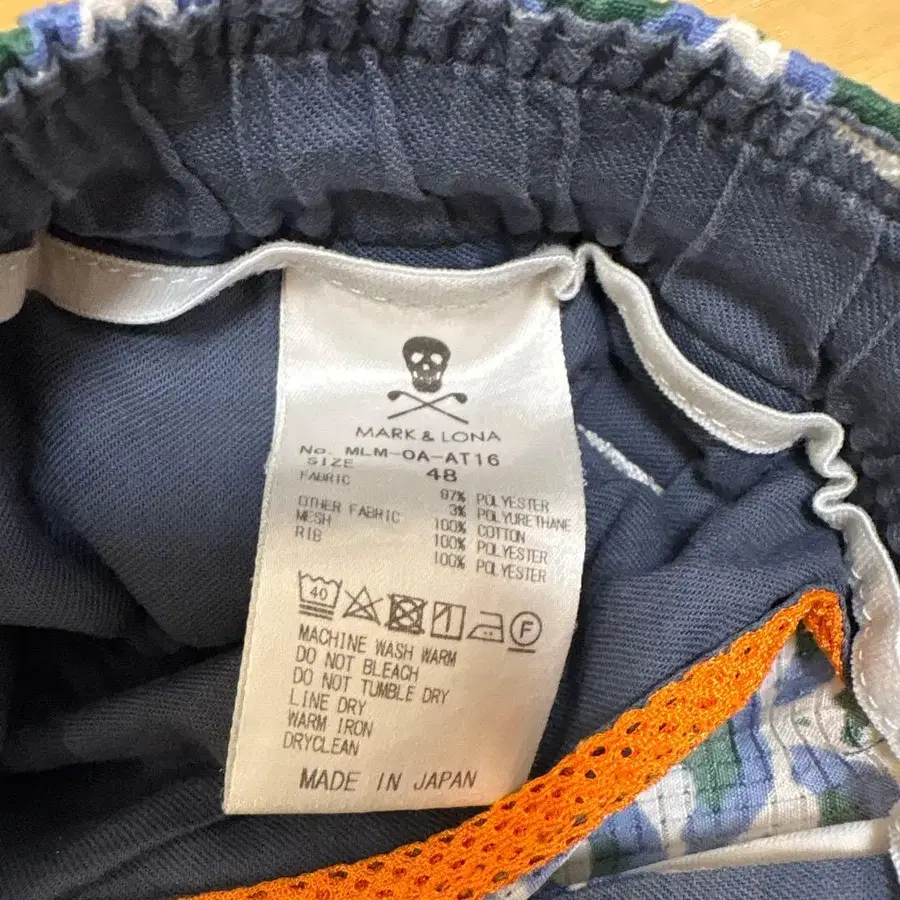 MARK & LONA
No. MLM-0A-AT16
SIZE 48
FABRIC 97% POLYESTER
3% POLYURETHANE
OTHER FABRIC 100% COTTON
MESH 100% POLYESTER
RIB 100% POLYESTER
40
F
MACHINE WASH WARM
DO NOT BLEACH
DO NOT TUMBLE DRY
LINE DRY
WARM IRON
DRYCLEAN
MADE IN JAPAN